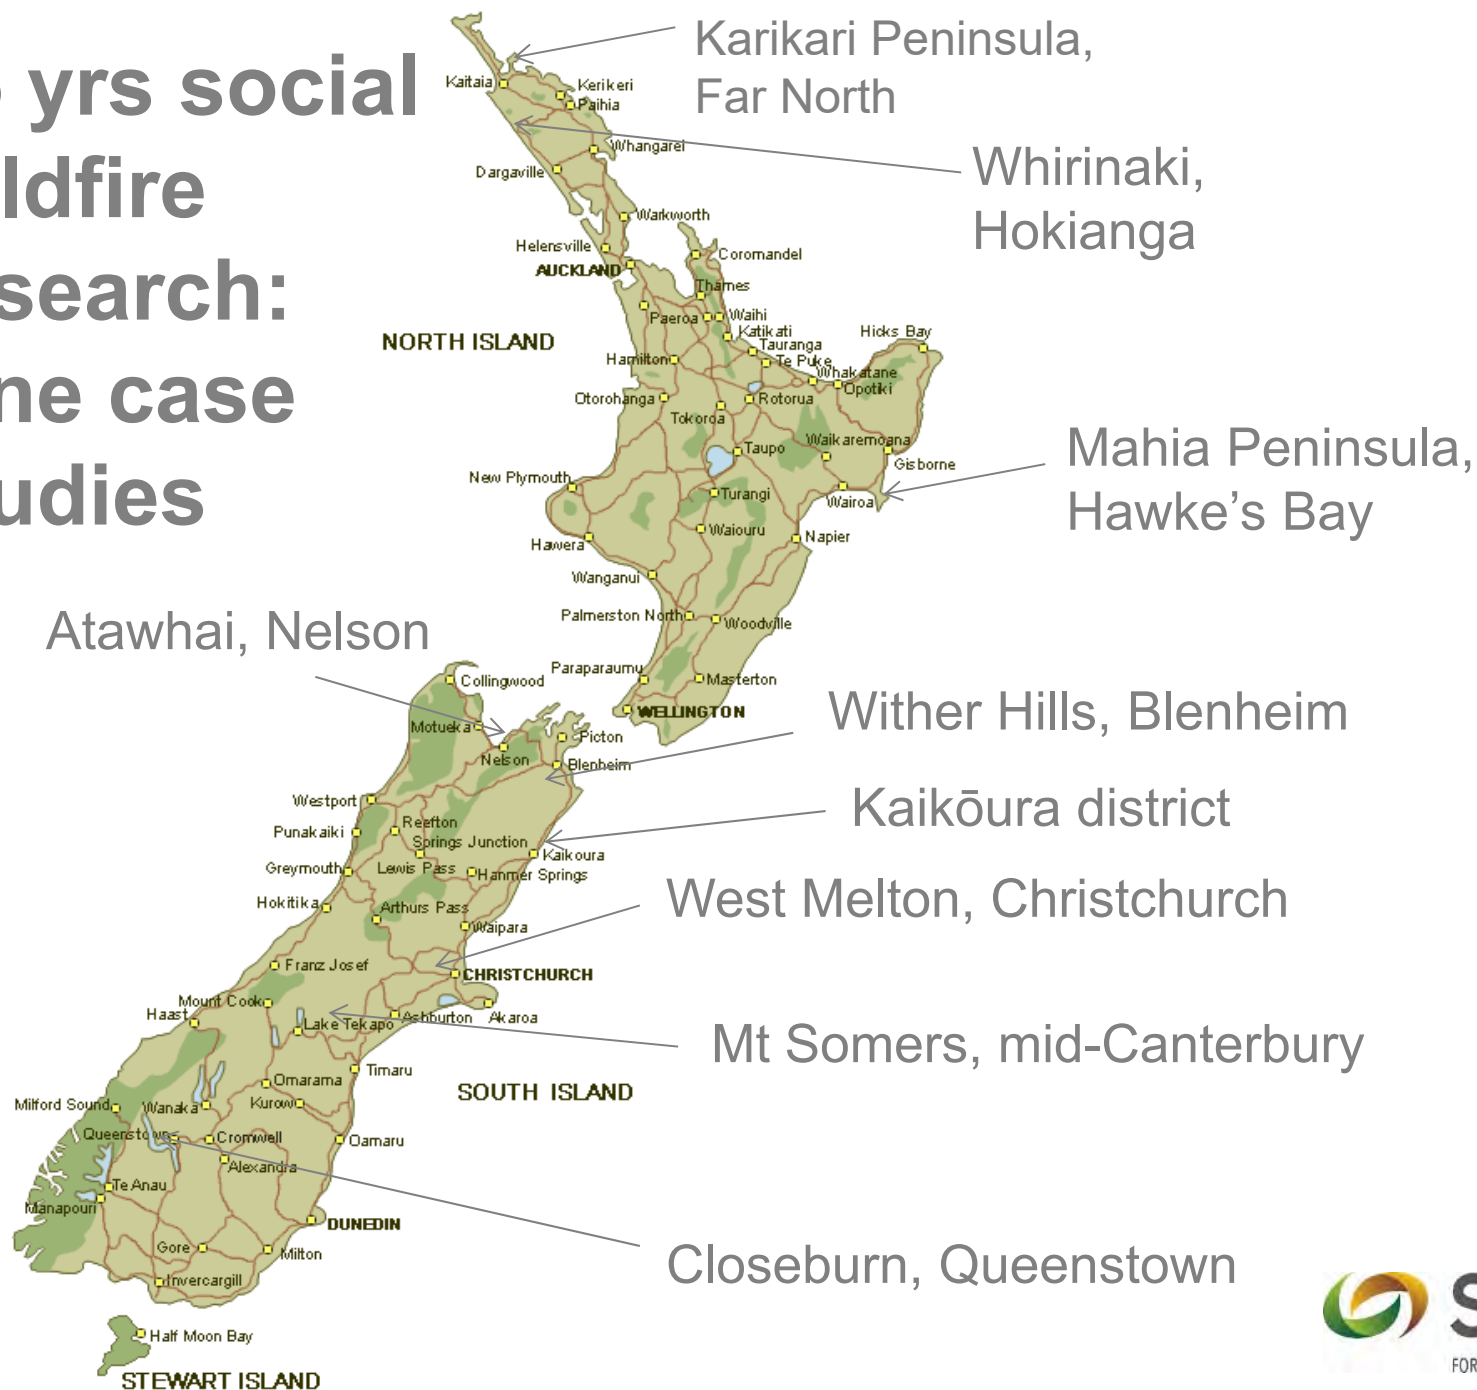 yrs social
ldfire
search:
ne case
udies
Karikari Peninsula,
Far North
Whirinaki,
Hokianga
Mahia Peninsula,
Hawke's Bay
Atawhai, Nelson
Wither Hills, Blenheim
Kaikōura district
West Melton, Christchurch
Mt Somers, mid-Canterbury
Closeburn, Queenstown
Kaitaia
Kerikeri
Paihia
Whangarei
Dargaville
Warkworth
Helensville
AUCKLAND
Coromandel
Thames
Paeroa
Waihi
Katikati
Tauranga
Te Puke
Hicks Bay
NORTH ISLAND
Hamilton
Whakatane
Opotiki
Otorohanga
Rotorua
Tokoroa
Waikaremoana
Taupo
Gisborne
New Plymouth
Turangi
Wairoa
Waiouru
Napier
Hawera
Wanganui
Palmerston North
Woodville
Paraparaumu
Masterton
WELLINGTON
Collingwood
Motueka
Picton
Nelson
Blenheim
Westport
Reefton
Punakaiki
Springs Junction
Kaikoura
Greymouth
Lewis Pass
Hanmer Springs
Hokitika
Arthurs Pass
Waipara
Franz Josef
CHRISTCHURCH
Mount Cook
Haast
Lake Tekapo
Ashburton
Akaroa
Timaru
Omarama
SOUTH ISLAND
Milford Sound
Wanaka
Kurow
Queenstown
Cromwell
Oamaru
Alexandra
Te Anau
Manapouri
DUNEDIN
Gore
Milton
Invercargill
Half Moon Bay
STEWART ISLAND
S
FOR